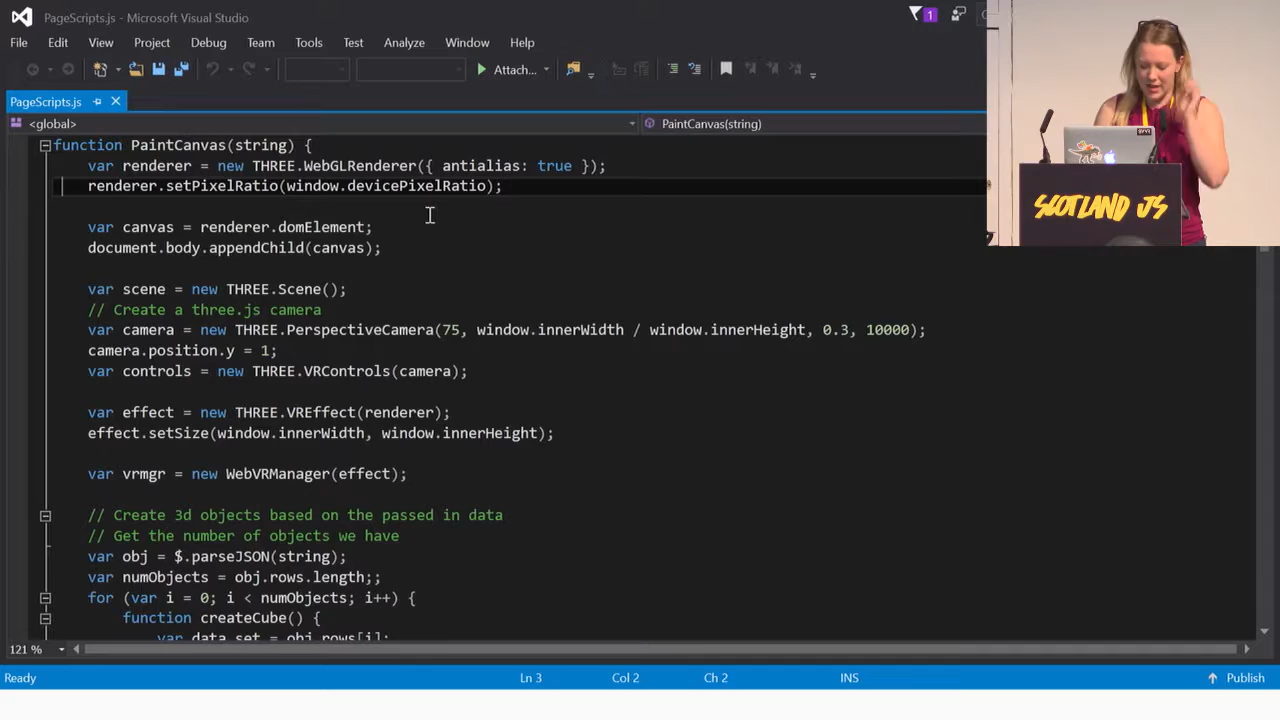 PageScripts.js - Microsoft Visual Studio
1
File Edit View Project Debug Team Tools Test Analyze Window Help
Attach...
PageScripts.js
<global>
PaintCanvas(string)
function PaintCanvas(string) {
var renderer = new THREE.WebGLRenderer({ antialias: true });
renderer.setPixelRatio(window.devicePixelRatio);
var canvas = renderer.domElement;
document.body.appendChild(canvas);
var scene = new THREE.Scene();
// Create a three.js camera
var camera = new THREE.PerspectiveCamera(75, window.innerWidth / window.innerHeight, 0.3, 10000);
camera.position.y = 1;
var controls = new THREE.VRControls(camera);
var effect = new THREE.VREffect(renderer);
effect.setSize(window.innerWidth, window.innerHeight);
var vrmgr = new WebVRManager(effect);
// Create 3d objects based on the passed in data
// Get the number of objects we have
var obj = $.parseJSON(string);
var numObjects = obj.rows.length;;
for (var i = 0; i < numObjects; i++) {
function createCube() {
var data_set = obj.rows[i];
121 %
Ready Ln 3 Col 2 Ch 2 INS Publish
SCOTLAND JS